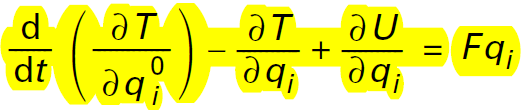 d/dt (∂T/∂q_i^0) − ∂T/∂q_i + ∂U/∂q_i = Fq_i